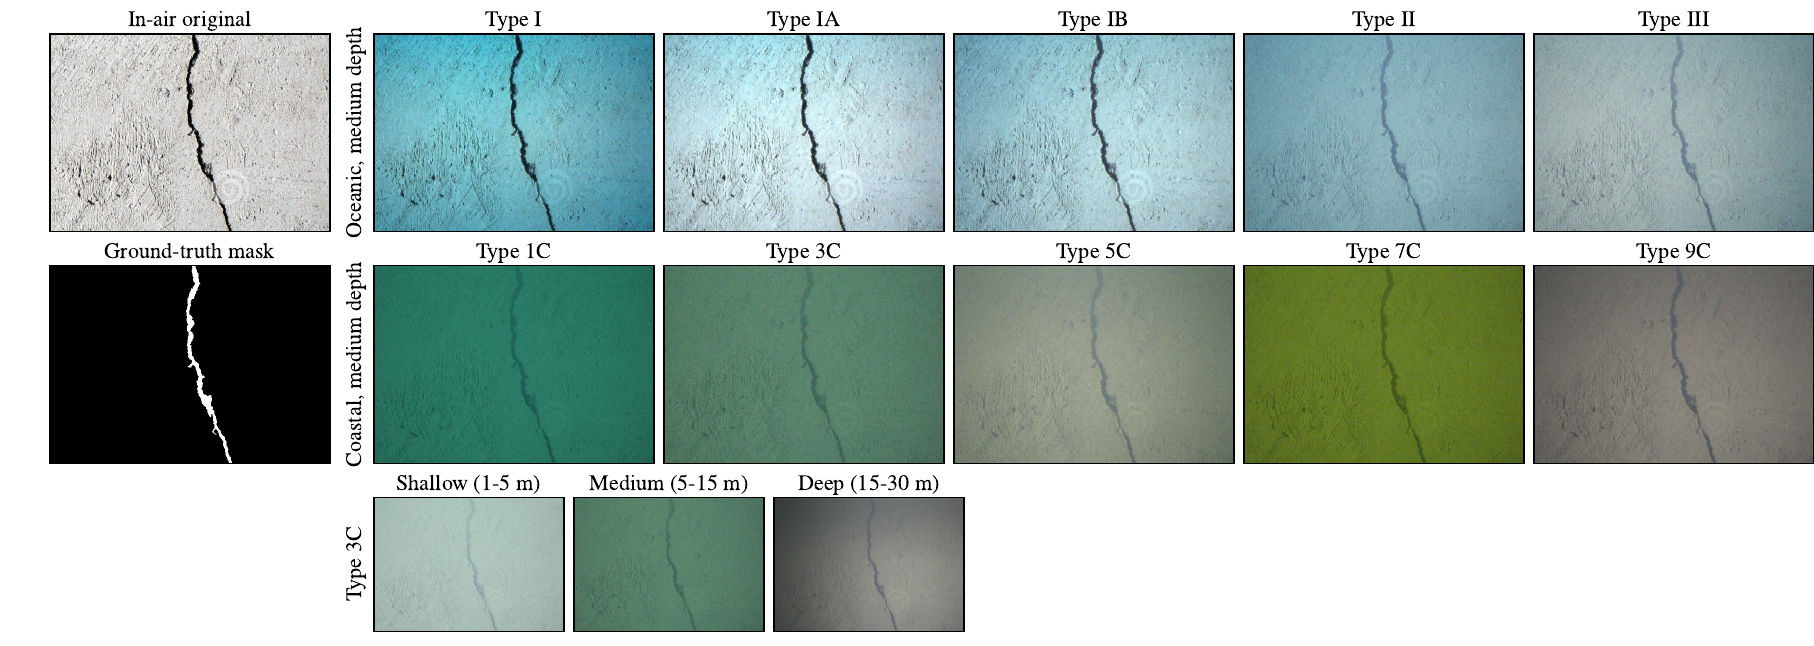 In-air original
Type I
Type IA
Type IB
Type II
Type III
Oceanic, medium depth
Ground-truth mask
Type 1C
Type 3C
Type 5C
Type 7C
Type 9C
Coastal, medium depth
Shallow (1-5 m)
Medium (5-15 m)
Deep (15-30 m)
Type 3C